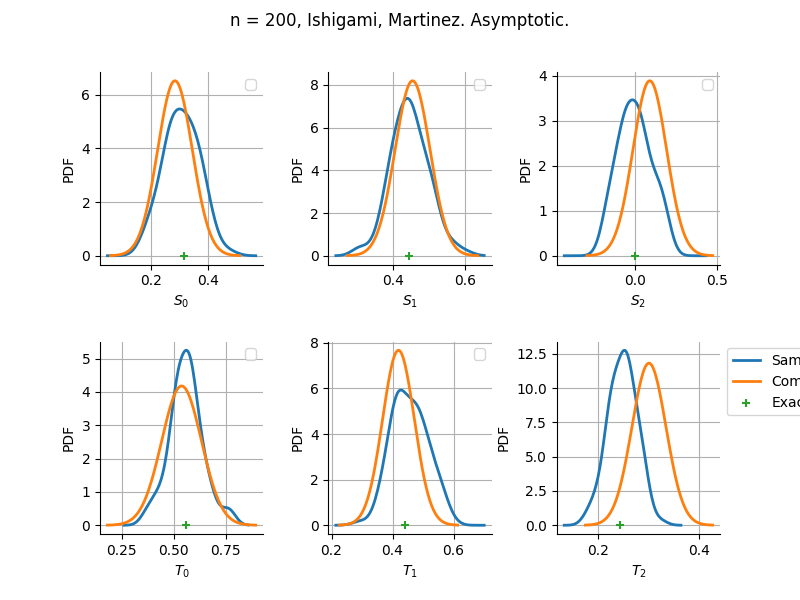 n = 200, Ishigami, Martinez. Asymptotic.
6
4
2
0
PDF
0.2
0.4
S0
8
6
4
2
0
PDF
0.4
0.6
S1
4
3
2
1
0
PDF
0.0
0.5
S2
5
4
3
2
1
0
PDF
0.25
0.50
0.75
T0
8
6
4
2
0
PDF
0.2
0.4
0.6
T1
12.5
10.0
7.5
5.0
2.5
0.0
PDF
0.2
0.4
T2
Sam
Com
Exac